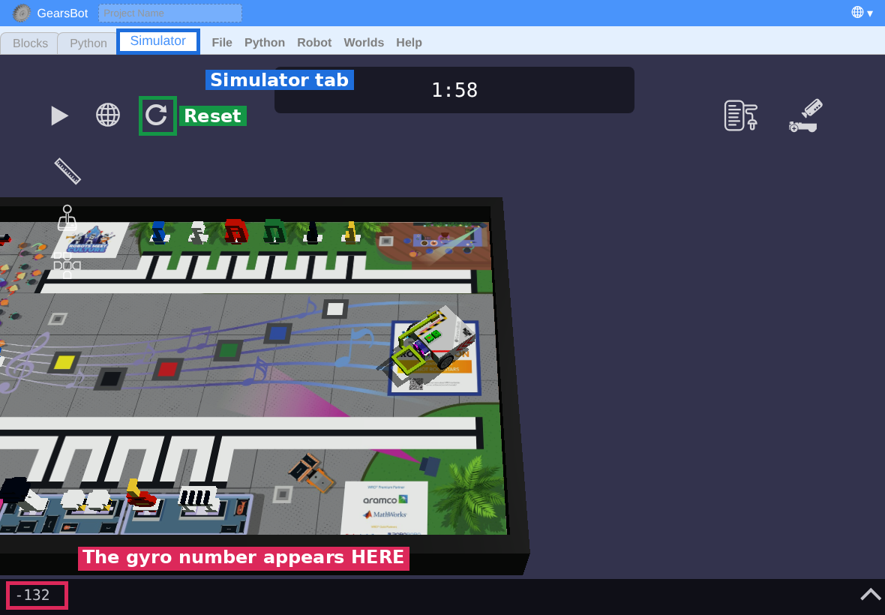 GearsBot
Project Name
Blocks
Python
Simulator
File
Python
Robot
Worlds
Help
Simulator tab
1:58
Reset
aramco
MathWorks
The gyro number appears HERE
-132